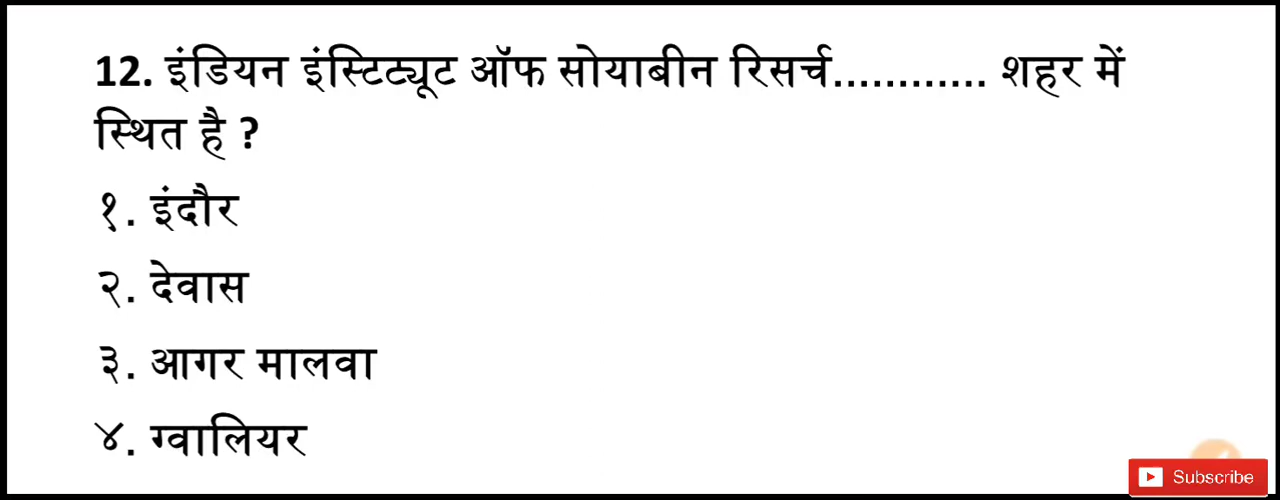 12. इंडियन इंस्टिट्यूट ऑफ सोयाबीन रिसर्च............ शहर में
स्थित है ?
१. इंदौर
२. देवास
३. आगर मालवा
४. ग्वालियर
Subscribe